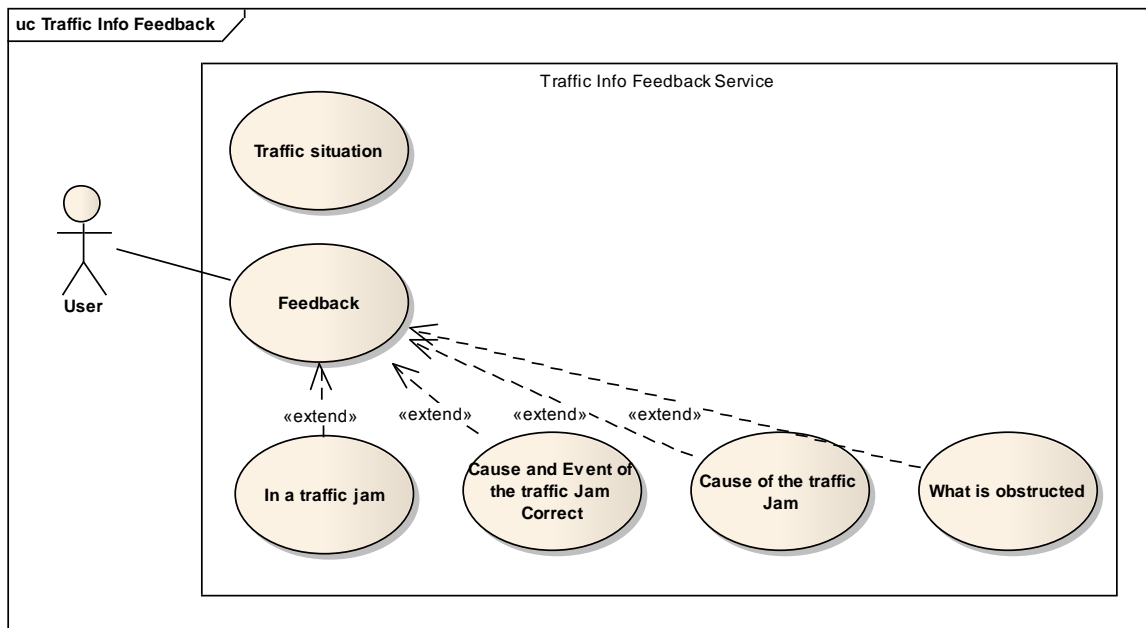 uc Traffic Info Feedback
Traffic Info Feedback Service
Traffic situation
User
Feedback
«extend»
«extend»
«extend»
«extend»
In a traffic jam
Cause and Event of
the traffic Jam
Correct
Cause of the traffic
Jam
What is obstructed